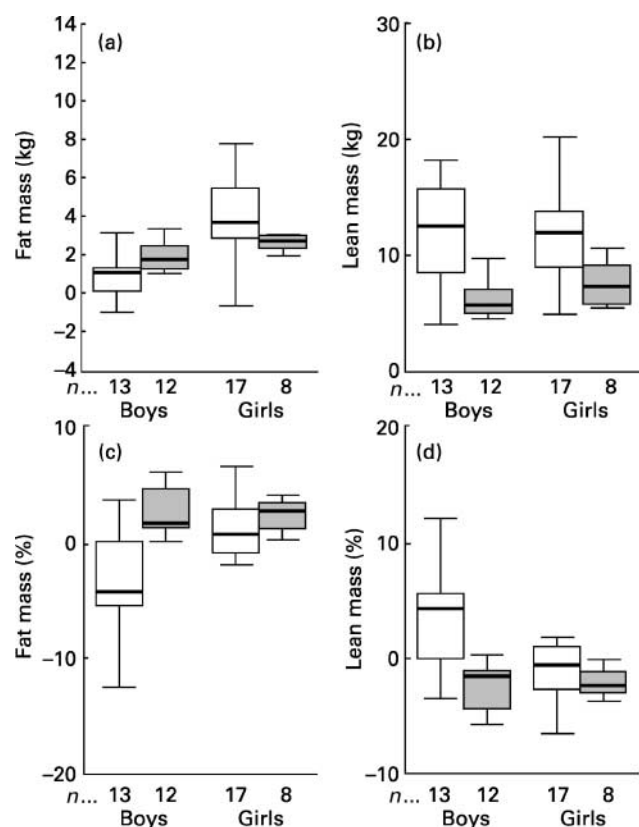 14
12
10
8
6
4
2
0
−2
−4
Fat mass (kg)
(a)
n... 13 12 17 8
Boys Girls
30
20
10
0
Lean mass (kg)
(b)
n... 13 12 17 8
Boys Girls
10
0
−10
−20
Fat mass (%)
(c)
n... 13 12 17 8
Boys Girls
20
10
0
−10
Lean mass (%)
(d)
n... 13 12 17 8
Boys Girls